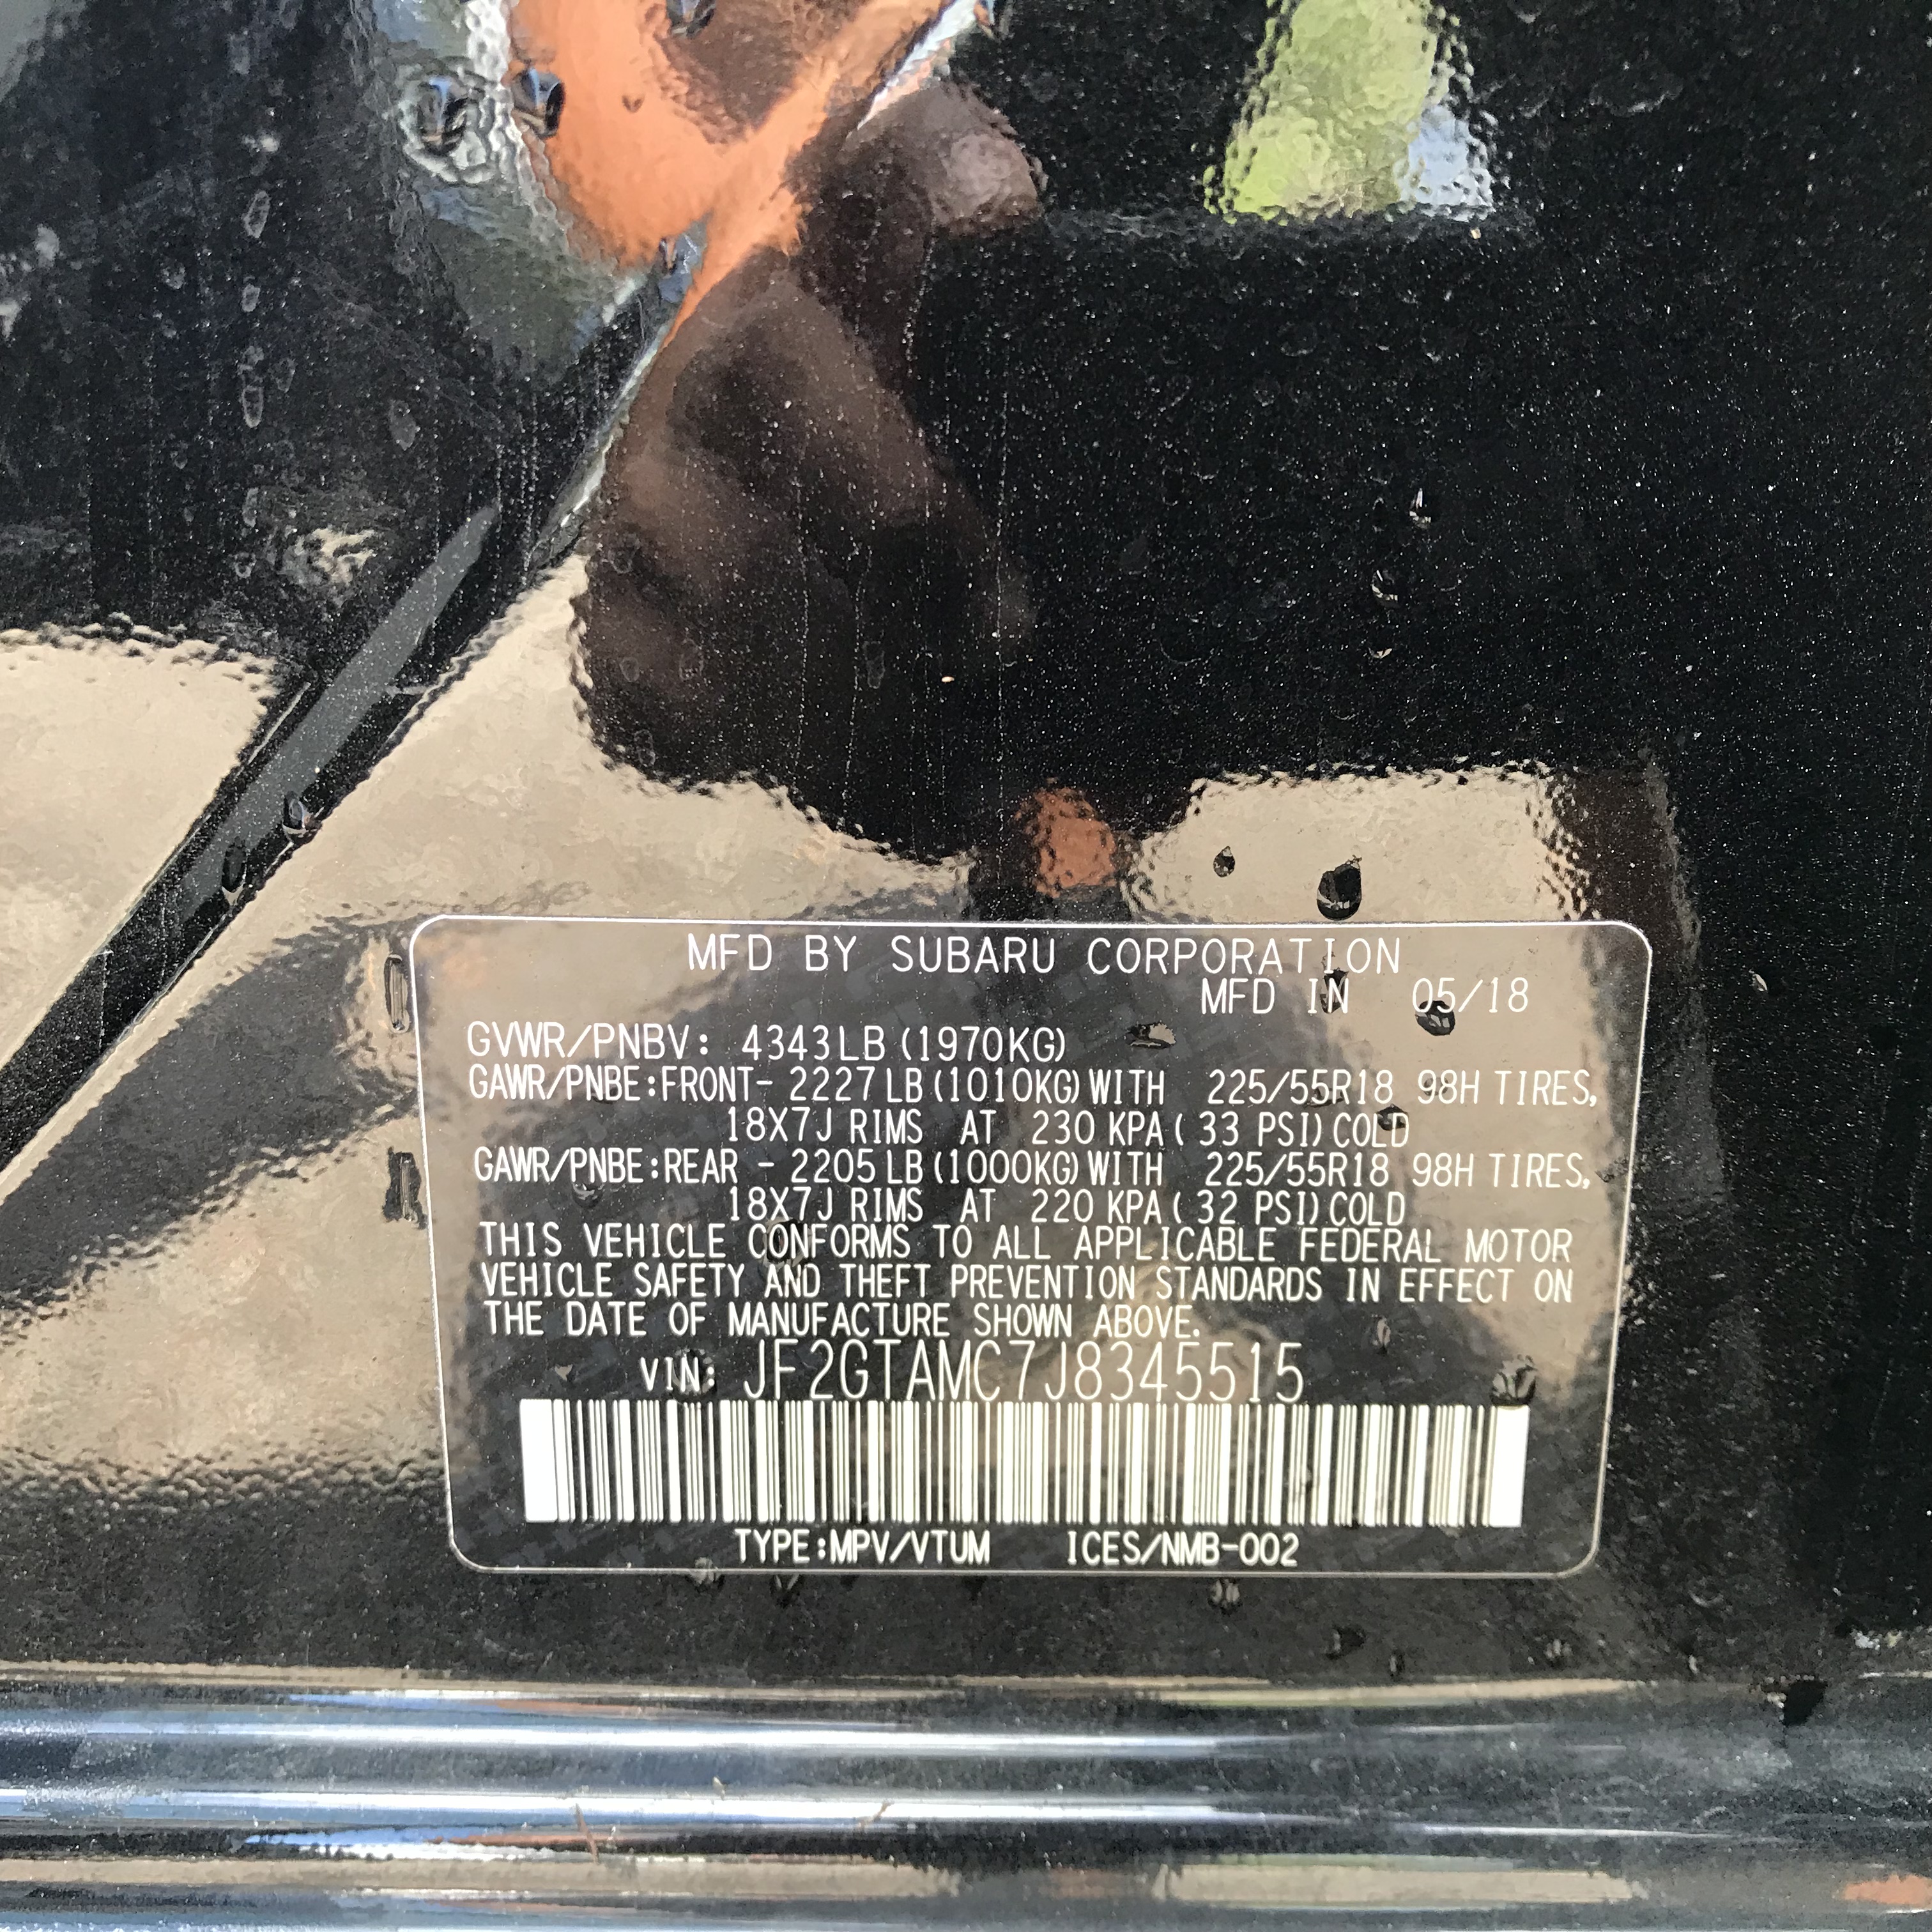 MFD BY SUBARU CORPORATION
MFD IN 05/18
GVWR/PNBV: 4343LB (1970KG)
GAWR/PNBE:FRONT- 2227LB (1010KG) WITH 225/55R18 98H TIRES,
18X7J RIMS AT 230 KPA ( 33 PSI) COLD
GAWR/PNBE:REAR - 2205LB (1000KG) WITH 225/55R18 98H TIRES,
18X7J RIMS AT 220 KPA ( 32 PSI) COLD
THIS VEHICLE CONFORMS TO ALL APPLICABLE FEDERAL MOTOR
VEHICLE SAFETY AND THEFT PREVENTION STANDARDS IN EFFECT ON
THE DATE OF MANUFACTURE SHOWN ABOVE.
VIN: JF2GTAMC7J8345515
TYPE:MPV/VTUM ICES/NMB-002